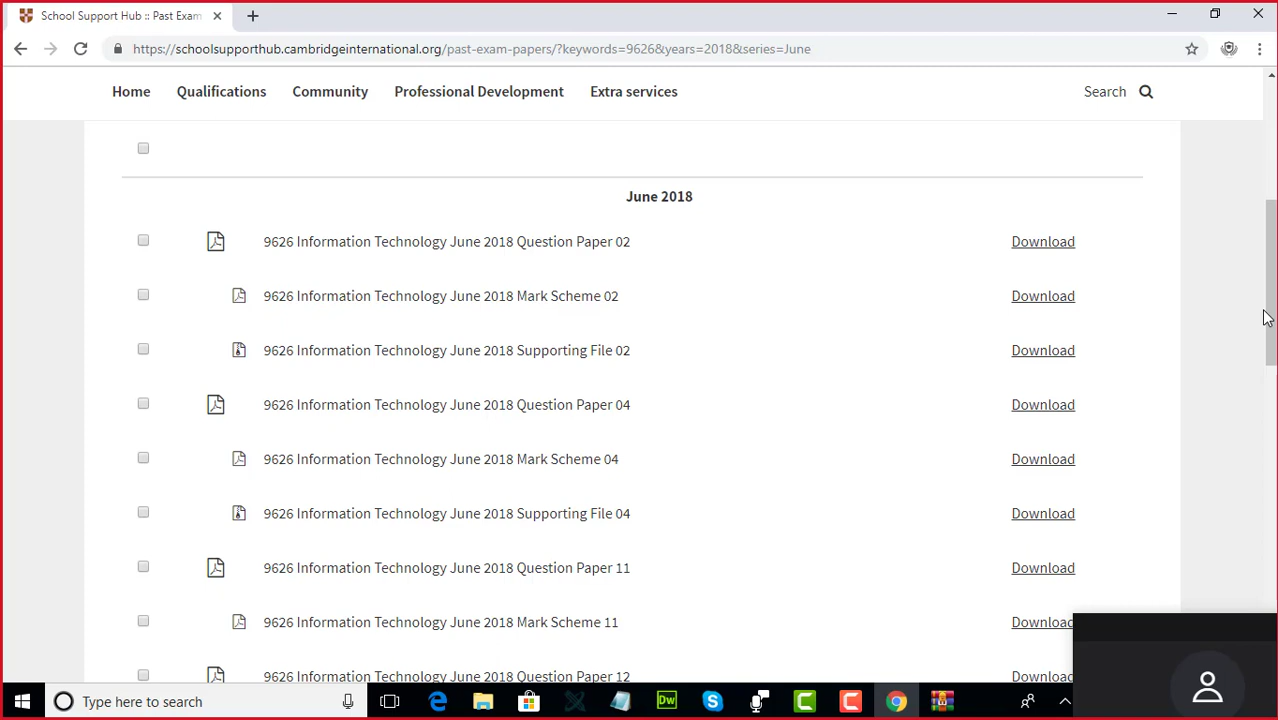 School Support Hub :: Past Exam
https://schoolsupporthub.cambridgeinternational.org/past-exam-papers/?keywords=9626&years=2018&series=June
Home Qualifications Community Professional Development Extra services Search
June 2018
9626 Information Technology June 2018 Question Paper 02 Download
9626 Information Technology June 2018 Mark Scheme 02 Download
9626 Information Technology June 2018 Supporting File 02 Download
9626 Information Technology June 2018 Question Paper 04 Download
9626 Information Technology June 2018 Mark Scheme 04 Download
9626 Information Technology June 2018 Supporting File 04 Download
9626 Information Technology June 2018 Question Paper 11 Download
9626 Information Technology June 2018 Mark Scheme 11 Download
9626 Information Technology June 2018 Question Paper 12 Download
Type here to search Dw